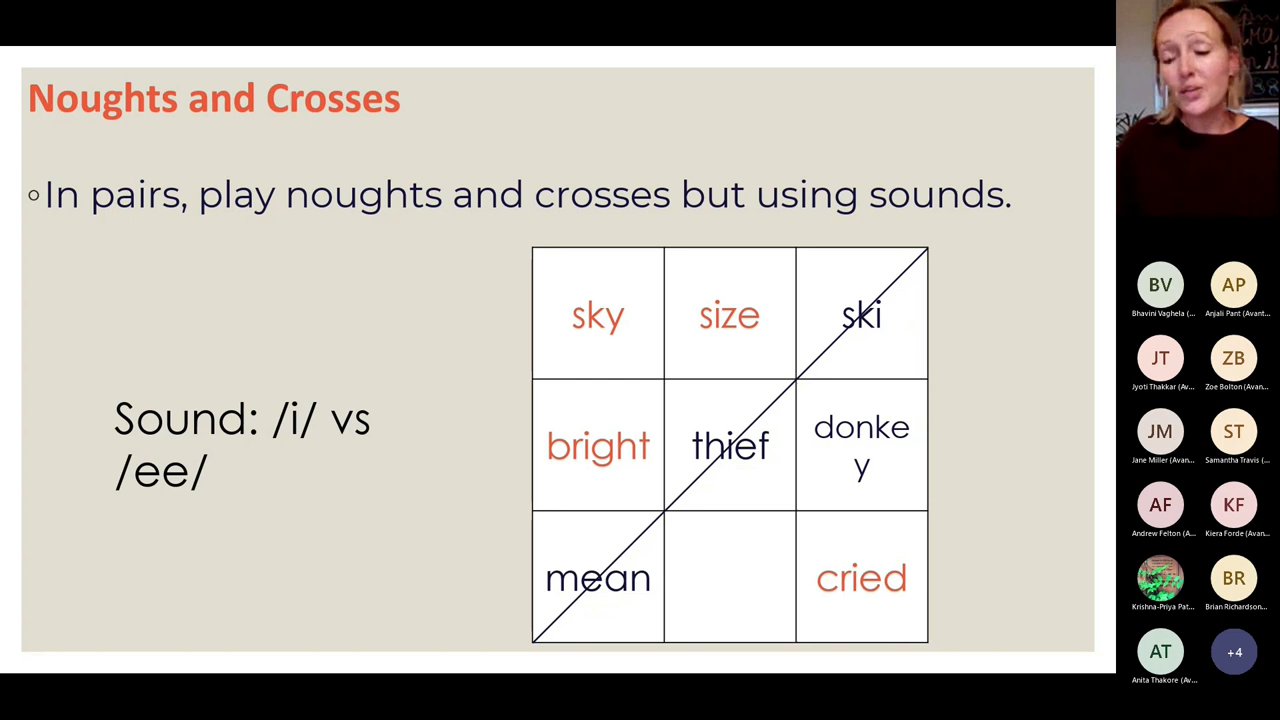 Noughts and Crosses
◦In pairs, play noughts and crosses but using sounds.
sky size ski
Sound: /i/ vs
/ee/
bright thief donke
y
mean cried
BV AP
Bhavini Vaghela (... Anjali Pant (Avant...
JT ZB
Jyoti Thakkar (Av... Zoe Bolton (Avan...
JM ST
Jane Miller (Avan... Samantha Travis (...
AF KF
Andrew Felton (A... Kiera Forde (Avan...
BR
Krishna-Priya Pat... Brian Richardson...
AT +4
Anita Thakore (Av...